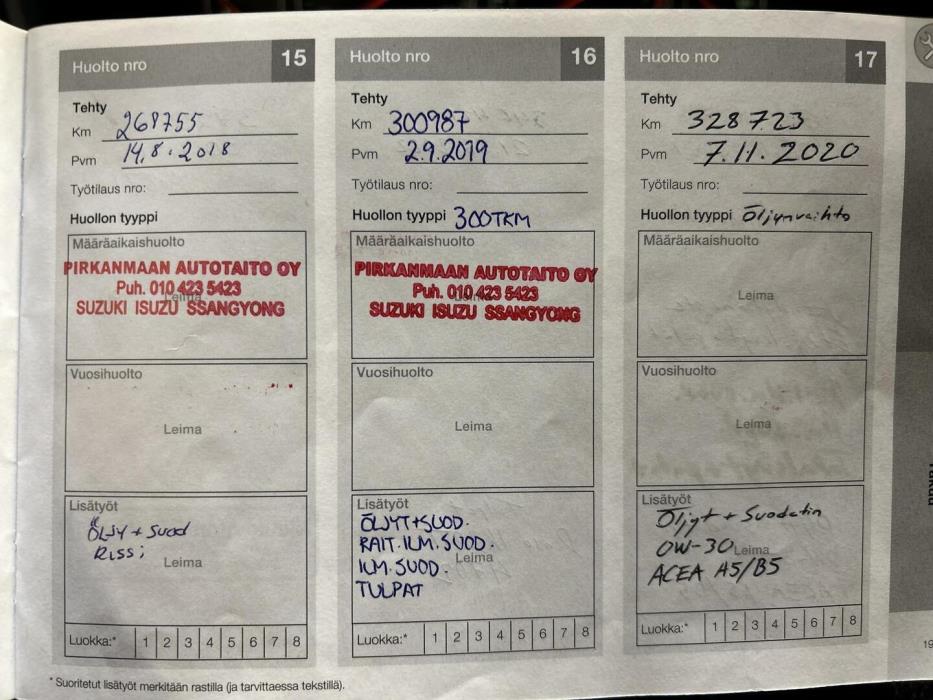 Huolto nro 15
Tehty
Km 268755
Pvm 14.8.2018
Työtilaus nro:
Huollon tyyppi
Määräaikaishuolto
PIRKANMAAN AUTOTAITO OY
Puh. 010 423 5423
Leima
SUZUKI ISUZU SSANGYONG
Vuosihuolto
Leima
Lisätyöt
ÖLJY + Suod
Rissi
Leima
Luokka:* 1 2 3 4 5 6 7 8
Huolto nro 16
Tehty
Km 300987
Pvm 2.9.2019
Työtilaus nro:
Huollon tyyppi 300TKM
Määräaikaishuolto
PIRKANMAAN AUTOTAITO OY
Puh. 010 423 5423
Leima
SUZUKI ISUZU SSANGYONG
Vuosihuolto
Leima
Lisätyöt
ÖLJYT+SUOD.
RAIT.ILM.SUOD.
Leima
ILM.SUOD.
TULPAT
Luokka:* 1 2 3 4 5 6 7 8
Huolto nro 17
Tehty
Km 328723
Pvm 7.11.2020
Työtilaus nro:
Huollon tyyppi Öljynvaihto
Määräaikaishuolto
Leima
Vuosihuolto
Leima
Lisätyöt
Öljyt + Suodatin
0W-30
Leima
ACEA A5/B5
Luokka:* 1 2 3 4 5 6 7 8
* Suoritetut lisätyöt merkitään rastilla (ja tarvittaessa tekstillä).
19